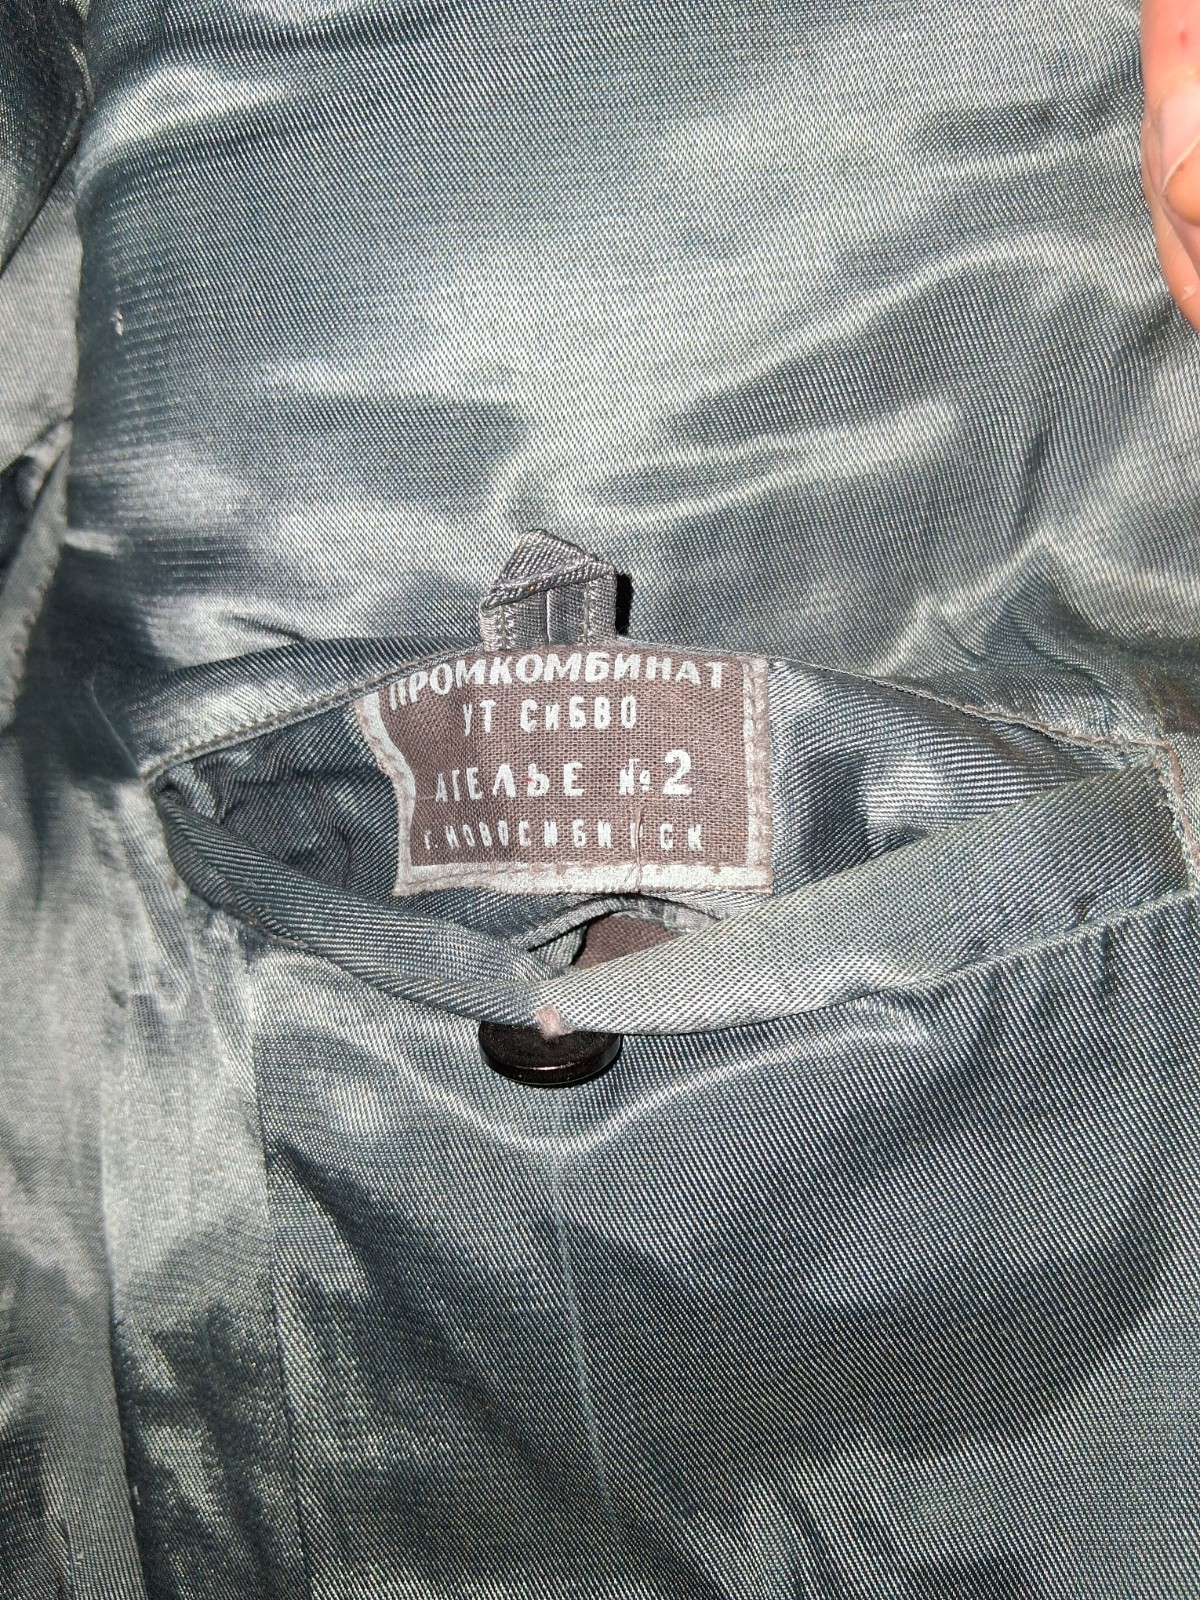 ПРОМКОМБИНАТ
УТ СИБВО
АТЕЛЬЕ №2
г. НОВОСИБИРСК